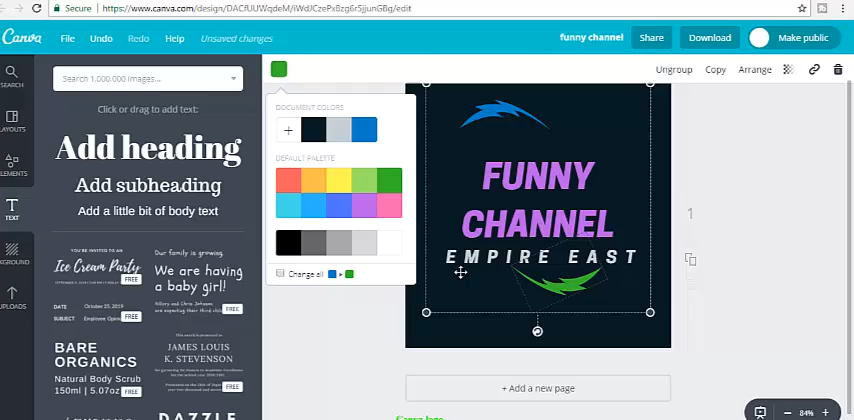 Secure
https://www.canva.com/design/DACfUUWqdeM/iWdJCzePx8zg6r5jjunGBg/edit
Canva
File
Undo
Redo
Help
Unsaved changes
funny channel
Share
Download
Make public
SEARCH
LAYOUTS
LEMENTS
TEXT
KGROUND
UPLOADS
Search 1,000,000 images...
Click or drag to add text:
Add heading
Add subheading
Add a little bit of body text
YOU'RE INVITED TO AN
Ice Cream Party
FREE
Our family is growing.
We are having
a baby girl!
FREE
DATE
October 25, 2019
SUBJECT
Employee
FREE
JAMES LOUIS
K. STEVENSON
FREE
BARE
ORGANICS
Natural Body Scrub
150ml | 5.07oz
FREE
DAZZLE
Ungroup
Copy
Arrange
DOCUMENT COLORS
DEFAULT PALETTE
Change all
FUNNY
CHANNEL
EMPIRE EAST
1
+ Add a new page
Canva logo
84%